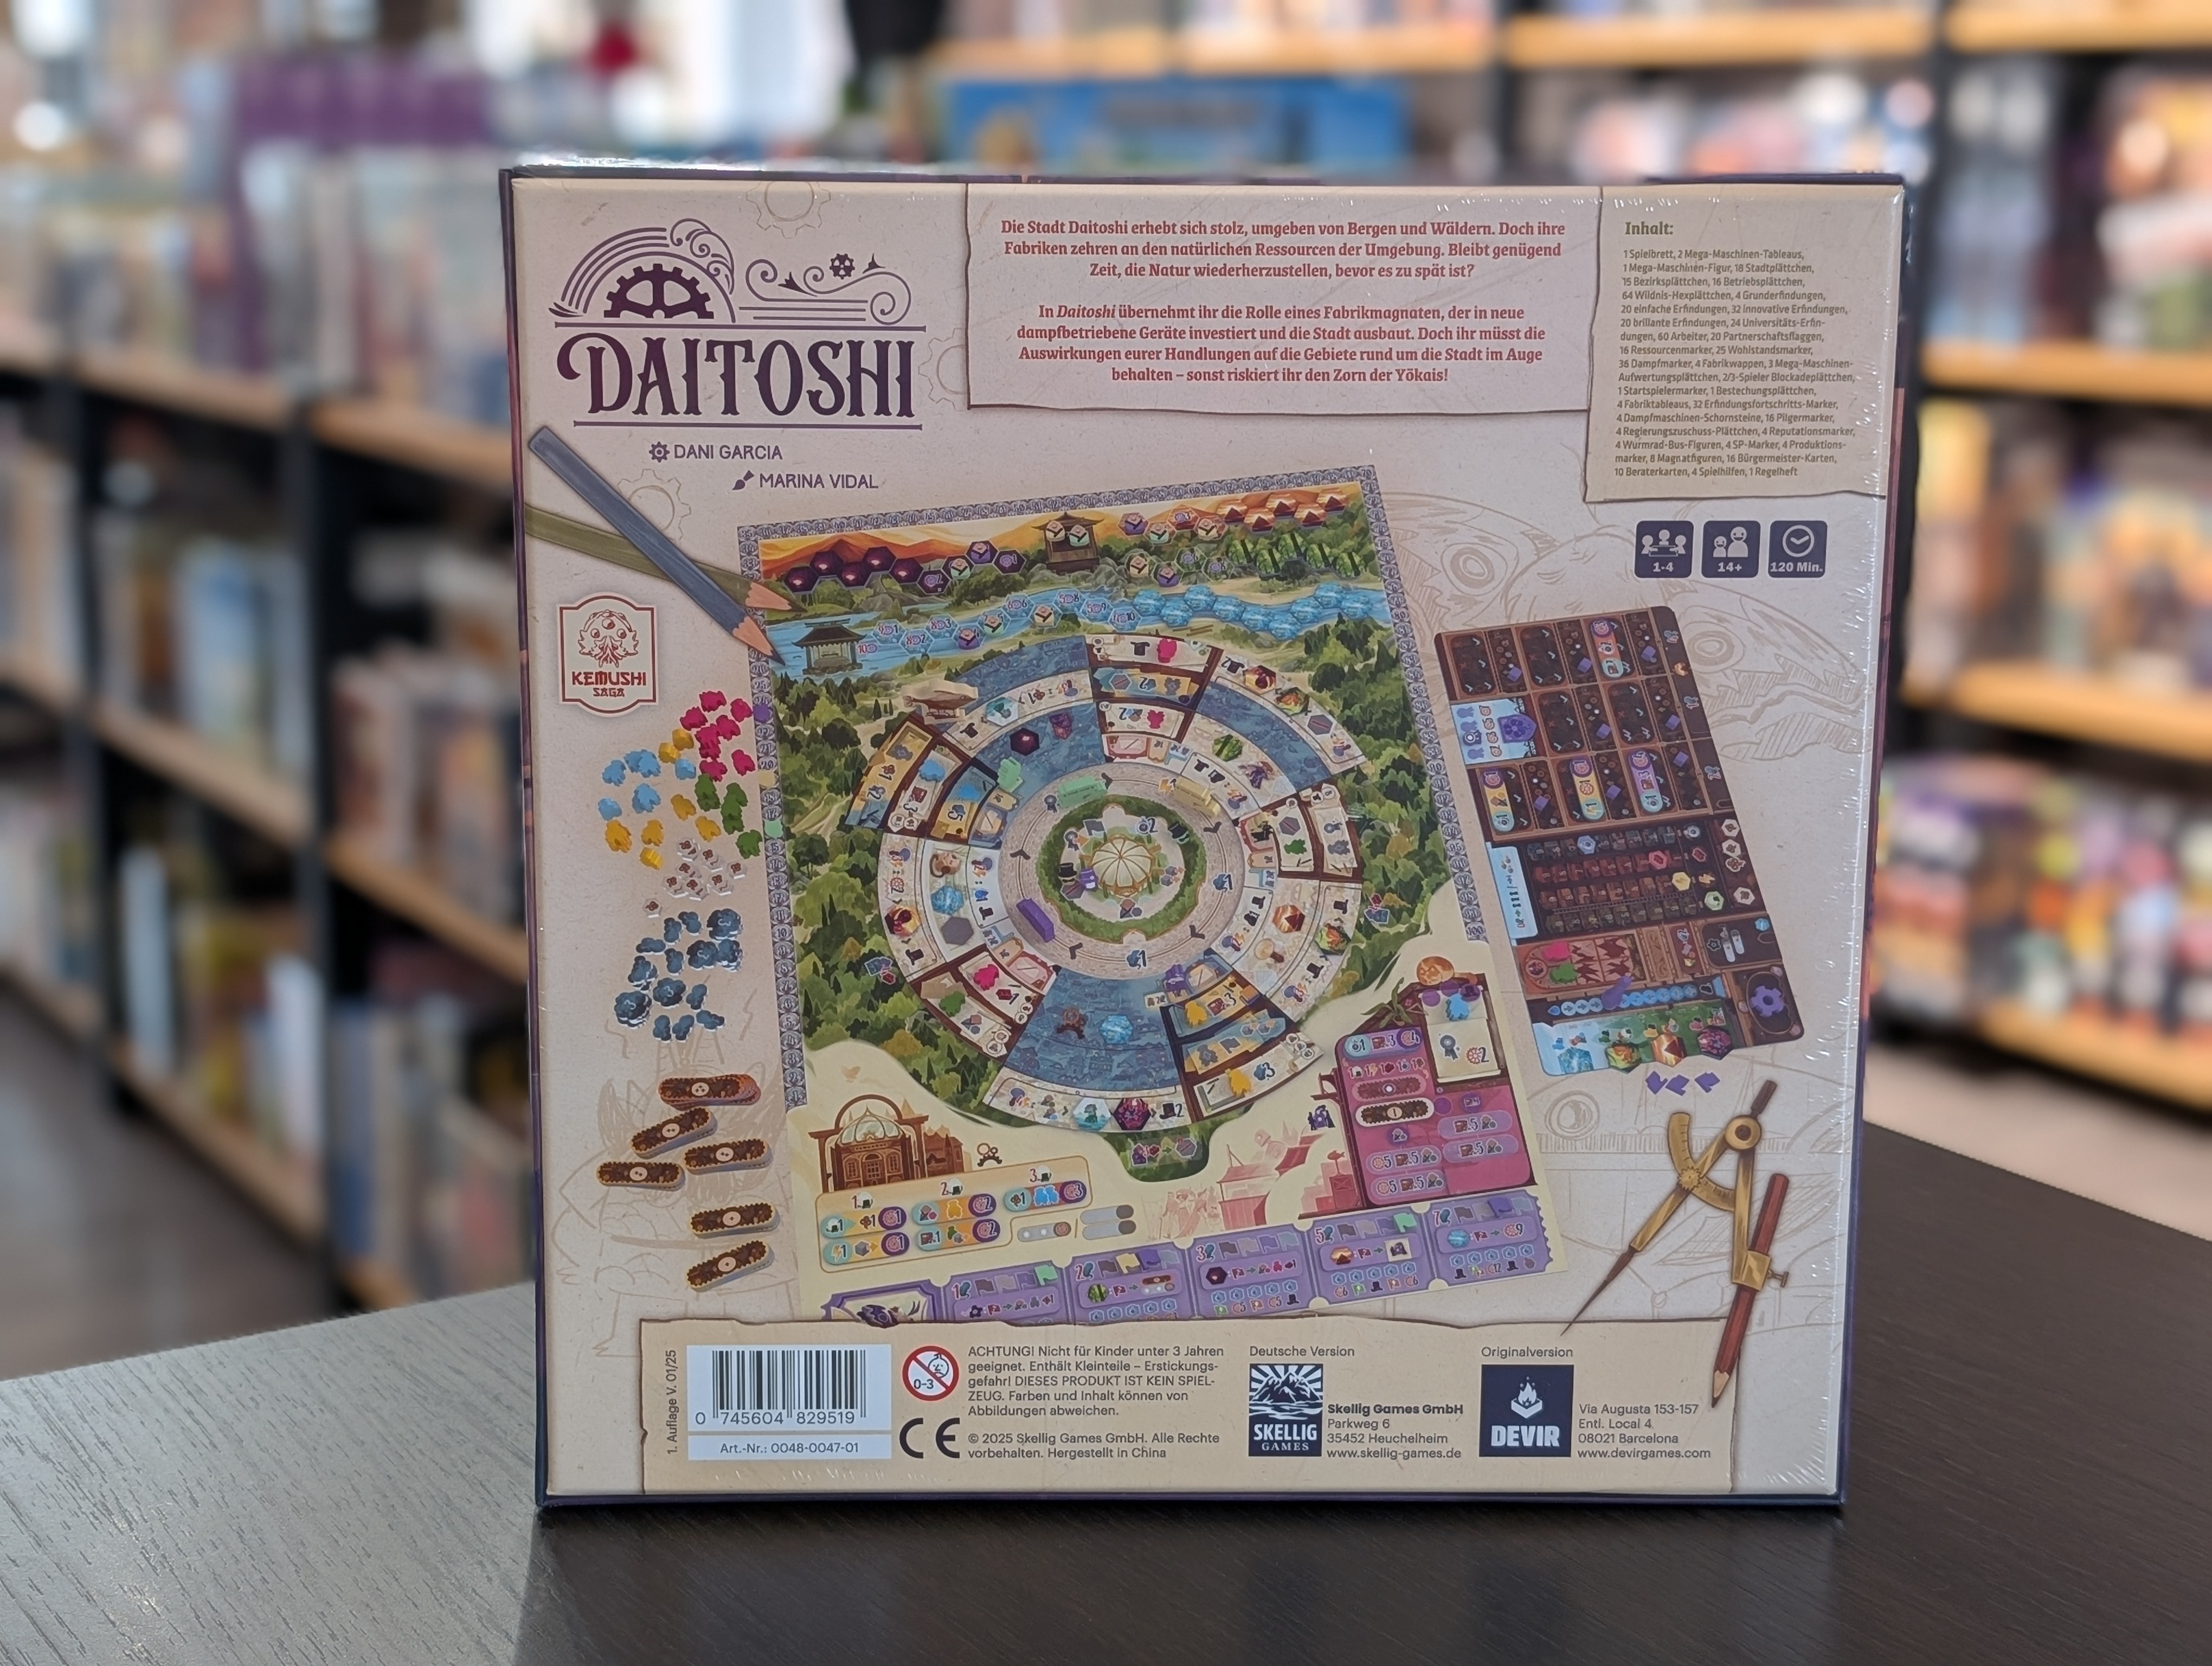 DAITOSHI
DANI GARCIA
MARINA VIDAL
Die Stadt Daitoshi erhebt sich stolz, umgeben von Bergen und Wäldern. Doch ihre
Fabriken zehren an den natürlichen Ressourcen der Umgebung. Bleibt genügend
Zeit, die Natur wiederherzustellen, bevor es zu spät ist?
In Daitoshi übernehmt ihr die Rolle eines Fabrikmagnaten, der in neue
dampfbetriebene Geräte investiert und die Stadt ausbaut. Doch ihr müsst die
Auswirkungen eurer Handlungen auf die Gebiete rund um die Stadt im Auge
behalten – sonst riskiert ihr den Zorn der Yōkais!
Inhalt:
1 Spielbrett, 2 Mega-Maschinen-Tableaus,
1 Mega-Maschinen-Figur, 18 Stadtplättchen,
15 Bezirksplättchen, 16 Betriebsplättchen,
64 Wildnis-Hexplättchen, 4 Grunderfindungen,
20 einfache Erfindungen, 32 innovative Erfindungen,
20 brillante Erfindungen, 24 Universitäts-Erfin-
dungen, 60 Arbeiter, 20 Partnerschaftsflaggen,
16 Ressourcenmarker, 25 Wohlstandsmarker,
36 Dampfmarker, 4 Fabrikwappen, 3 Mega-Maschinen-
Aufwertungsplättchen, 2/3-Spieler Blockadeplättchen,
1 Startspielermarker, 1 Bestechungsplättchen,
4 Fabriktableaus, 32 Erfindungsfortschritts-Marker,
4 Dampfmaschinen-Schornsteine, 16 Pilgermarker,
4 Regierungszuschuss-Plättchen, 4 Reputationsmarker,
4 Wurmrad-Bus-Figuren, 4 SP-Marker, 4 Produktions-
marker, 8 Magnatfiguren, 16 Bürgermeister-Karten,
10 Beraterkarten, 4 Spielhilfen, 1 Regelheft
1-4
14+
120 Min.
KEMUSHI
SAGA
1. Auflage V. 01/25
0 745604 829519
Art.-Nr.: 0048-0047-01
0-3
ACHTUNG! Nicht für Kinder unter 3 Jahren
geeignet. Enthält Kleinteile – Erstickungs-
gefahr! DIESES PRODUKT IST KEIN SPIEL-
ZEUG. Farben und Inhalt können von
Abbildungen abweichen.
CE
© 2025 Skellig Games GmbH. Alle Rechte
vorbehalten. Hergestellt in China
Deutsche Version
SKELLIG
GAMES
Skellig Games GmbH
Parkweg 6
35452 Heuchelheim
www.skellig-games.de
Originalversion
DEVIR
Via Augusta 153-157
Entl. Local 4
08021 Barcelona
www.devirgames.com